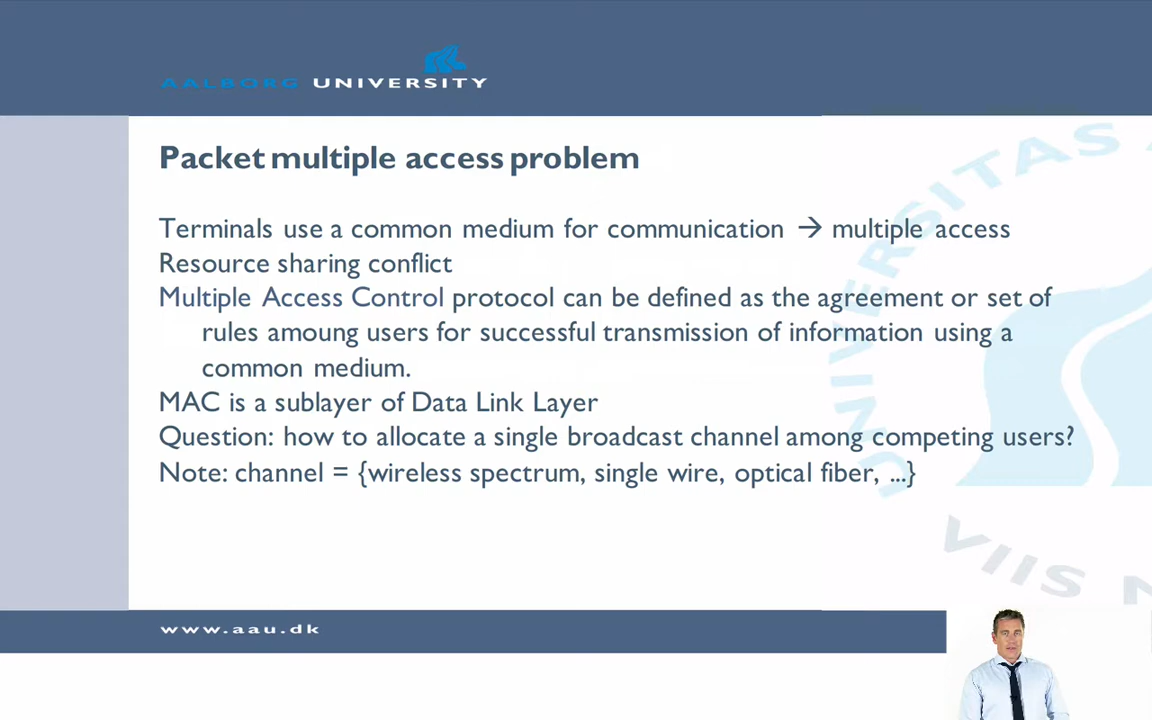 AALBORG UNIVERSITY
Packet multiple access problem
Terminals use a common medium for communication → multiple access
Resource sharing conflict
Multiple Access Control protocol can be defined as the agreement or set of
rules amoung users for successful transmission of information using a
common medium.
MAC is a sublayer of Data Link Layer
Question: how to allocate a single broadcast channel among competing users?
Note: channel = {wireless spectrum, single wire, optical fiber, ...}
UNIVERSITAS
VIIS N
www.aau.dk